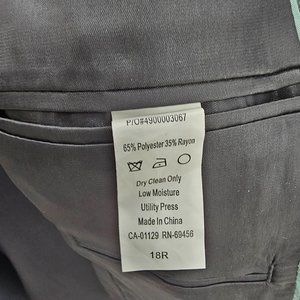 P/O#4900003067
65% Polyester 35% Rayon
Dry Clean Only
Low Moisture
Utility Press
Made In China
CA-01129 RN-69456
18R